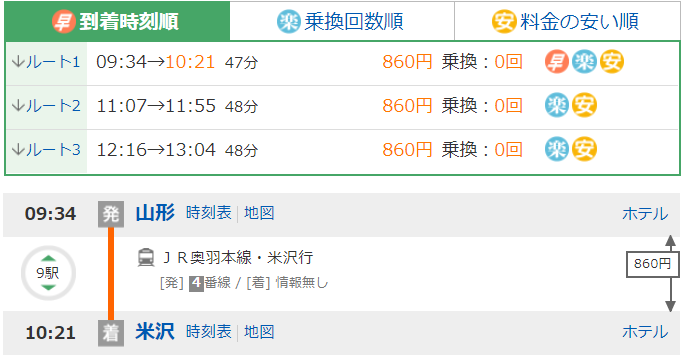 早 到着時刻順 楽 乗換回数順 安 料金の安い順
↓ルート1 09:34→10:21 47分 860円 乗換：0回 早 楽 安
↓ルート2 11:07→11:55 48分 860円 乗換：0回 楽 安
↓ルート3 12:16→13:04 48分 860円 乗換：0回 楽 安
09:34 発 山形 時刻表 | 地図 ホテル
ＪＲ奥羽本線・米沢行
9駅 860円
[発] 4番線 / [着] 情報無し
10:21 着 米沢 時刻表 | 地図 ホテル